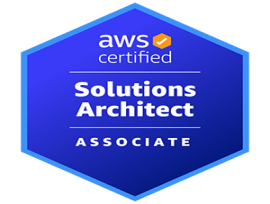 aws
certified
Solutions
Architect
ASSOCIATE